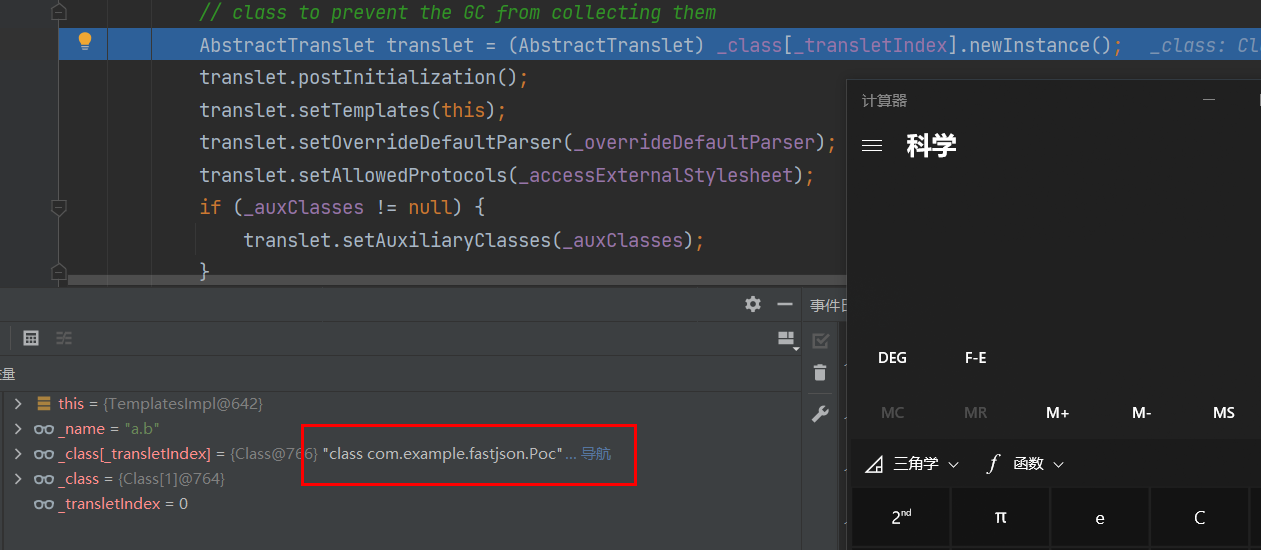 // class to prevent the GC from collecting them
AbstractTranslet translet = (AbstractTranslet) _class[_transletIndex].newInstance(); _class: Cl
translet.postInitialization();
translet.setTemplates(this);
translet.setOverrideDefaultParser(_overrideDefaultParser);
translet.setAllowedProtocols(_accessExternalStylesheet);
if (_auxClasses != null) {
translet.setAuxiliaryClasses(_auxClasses);
}
事件日
量
this = {TemplatesImpl@642}
_name = "a.b"
_class[_transletIndex] = {Class@766} "class com.example.fastjson.Poc" ... 导航
_class = {Class[1]@764}
_transletIndex = 0
计算器
科学
DEG F-E
MC MR M+ M- MS
三角学 f 函数
2nd π e C